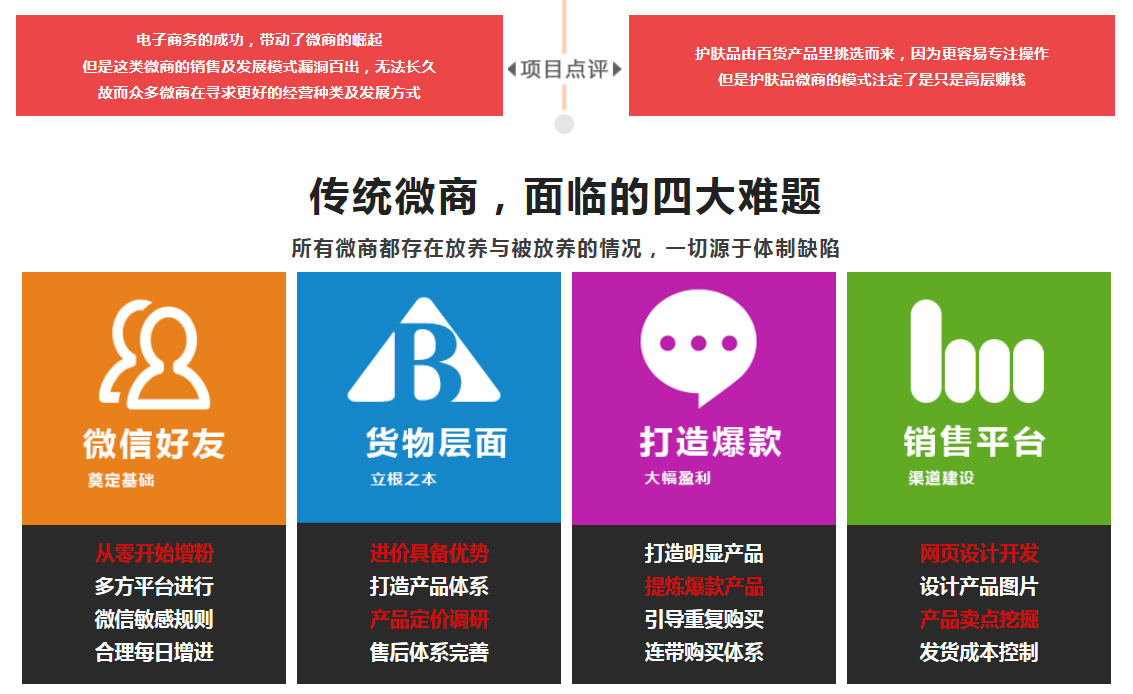 电子商务的成功，带动了微商的崛起
但是这类微商的销售及发展模式漏洞百出，无法长久
故而众多微商在寻求更好的经营种类及发展方式
项目点评
护肤品由百货产品里挑选而来，因为更容易专注操作
但是护肤品微商的模式注定了是只是高层赚钱
传统微商，面临的四大难题
所有微商都存在放养与被放养的情况，一切源于体制缺陷
微信好友
奠定基础
从零开始增粉
多方平台进行
微信敏感规则
合理每日增进
B
货物层面
立根之本
进价具备优势
打造产品体系
产品定价调研
售后体系完善
打造爆款
大幅盈利
打造明显产品
提炼爆款产品
引导重复购买
连带购买体系
销售平台
渠道建设
网页设计开发
设计产品图片
产品卖点挖掘
发货成本控制